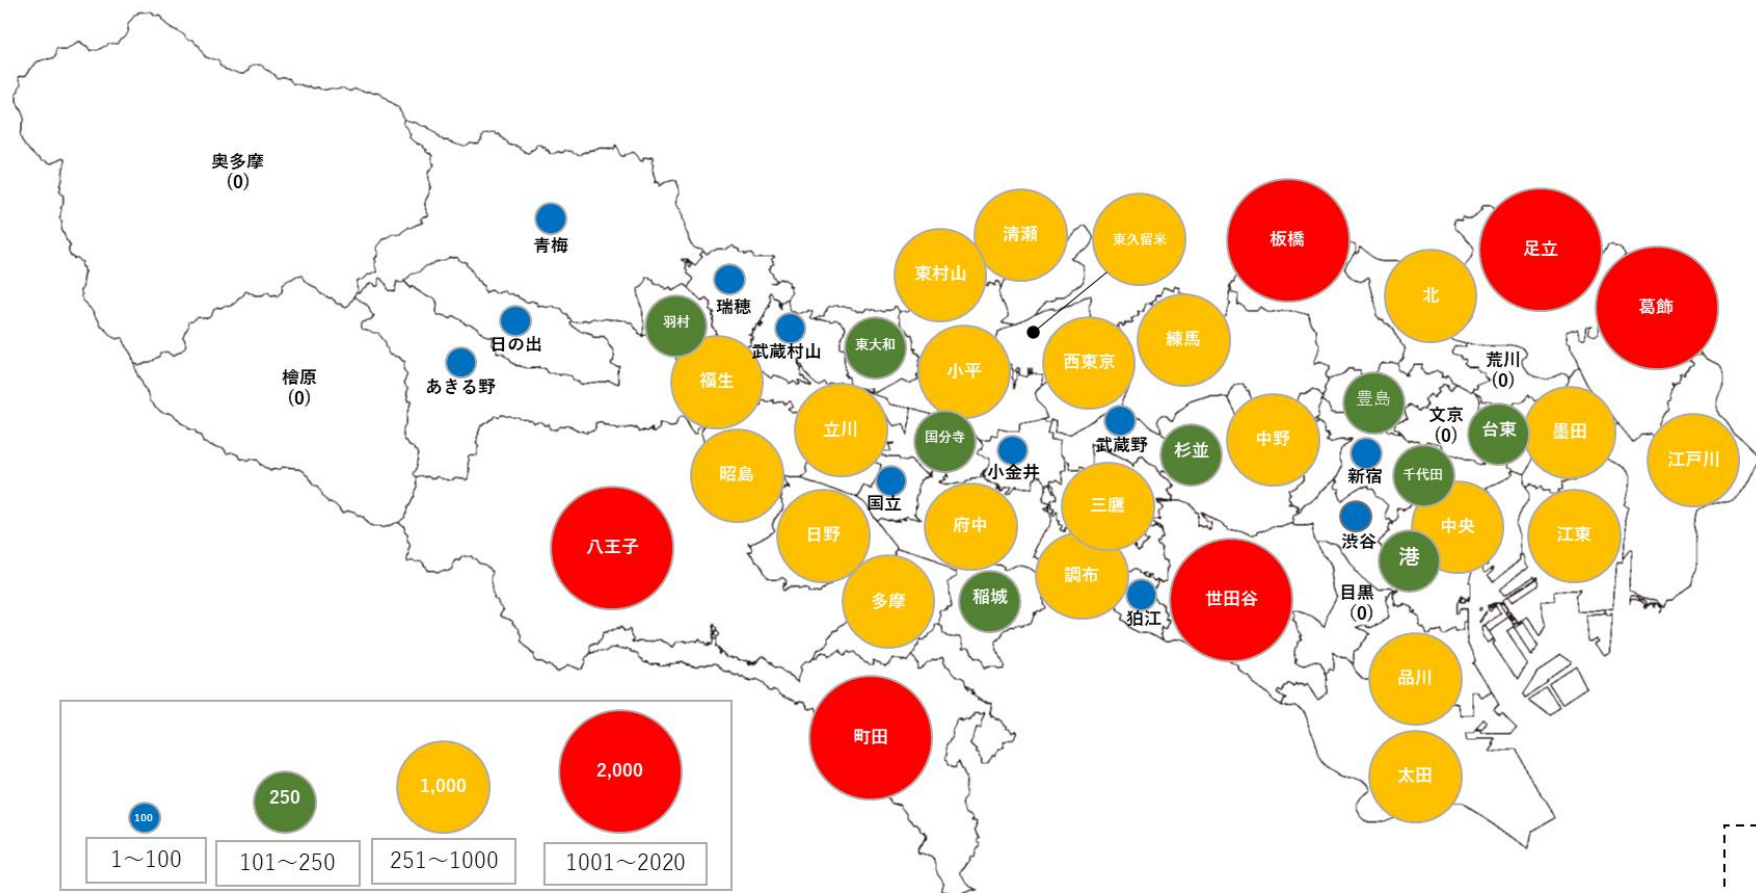 奥多摩
(0)
青梅
瑞穂
日の出
あきる野
檜原
(0)
羽村
武蔵村山
福生
東大和
東村山
清瀬
東久留米
小平
西東京
練馬
板橋
北
足立
葛飾
荒川
(0)
立川
国分寺
小金井
武蔵野
杉並
中野
豊島
文京
(0)
台東
墨田
江戸川
昭島
国立
新宿
千代田
八王子
日野
府中
三鷹
渋谷
中央
江東
港
多摩
稲城
調布
狛江
世田谷
目黒
(0)
町田
品川
太田
100
250
1,000
2,000
1～100
101～250
251～1000
1001～2020